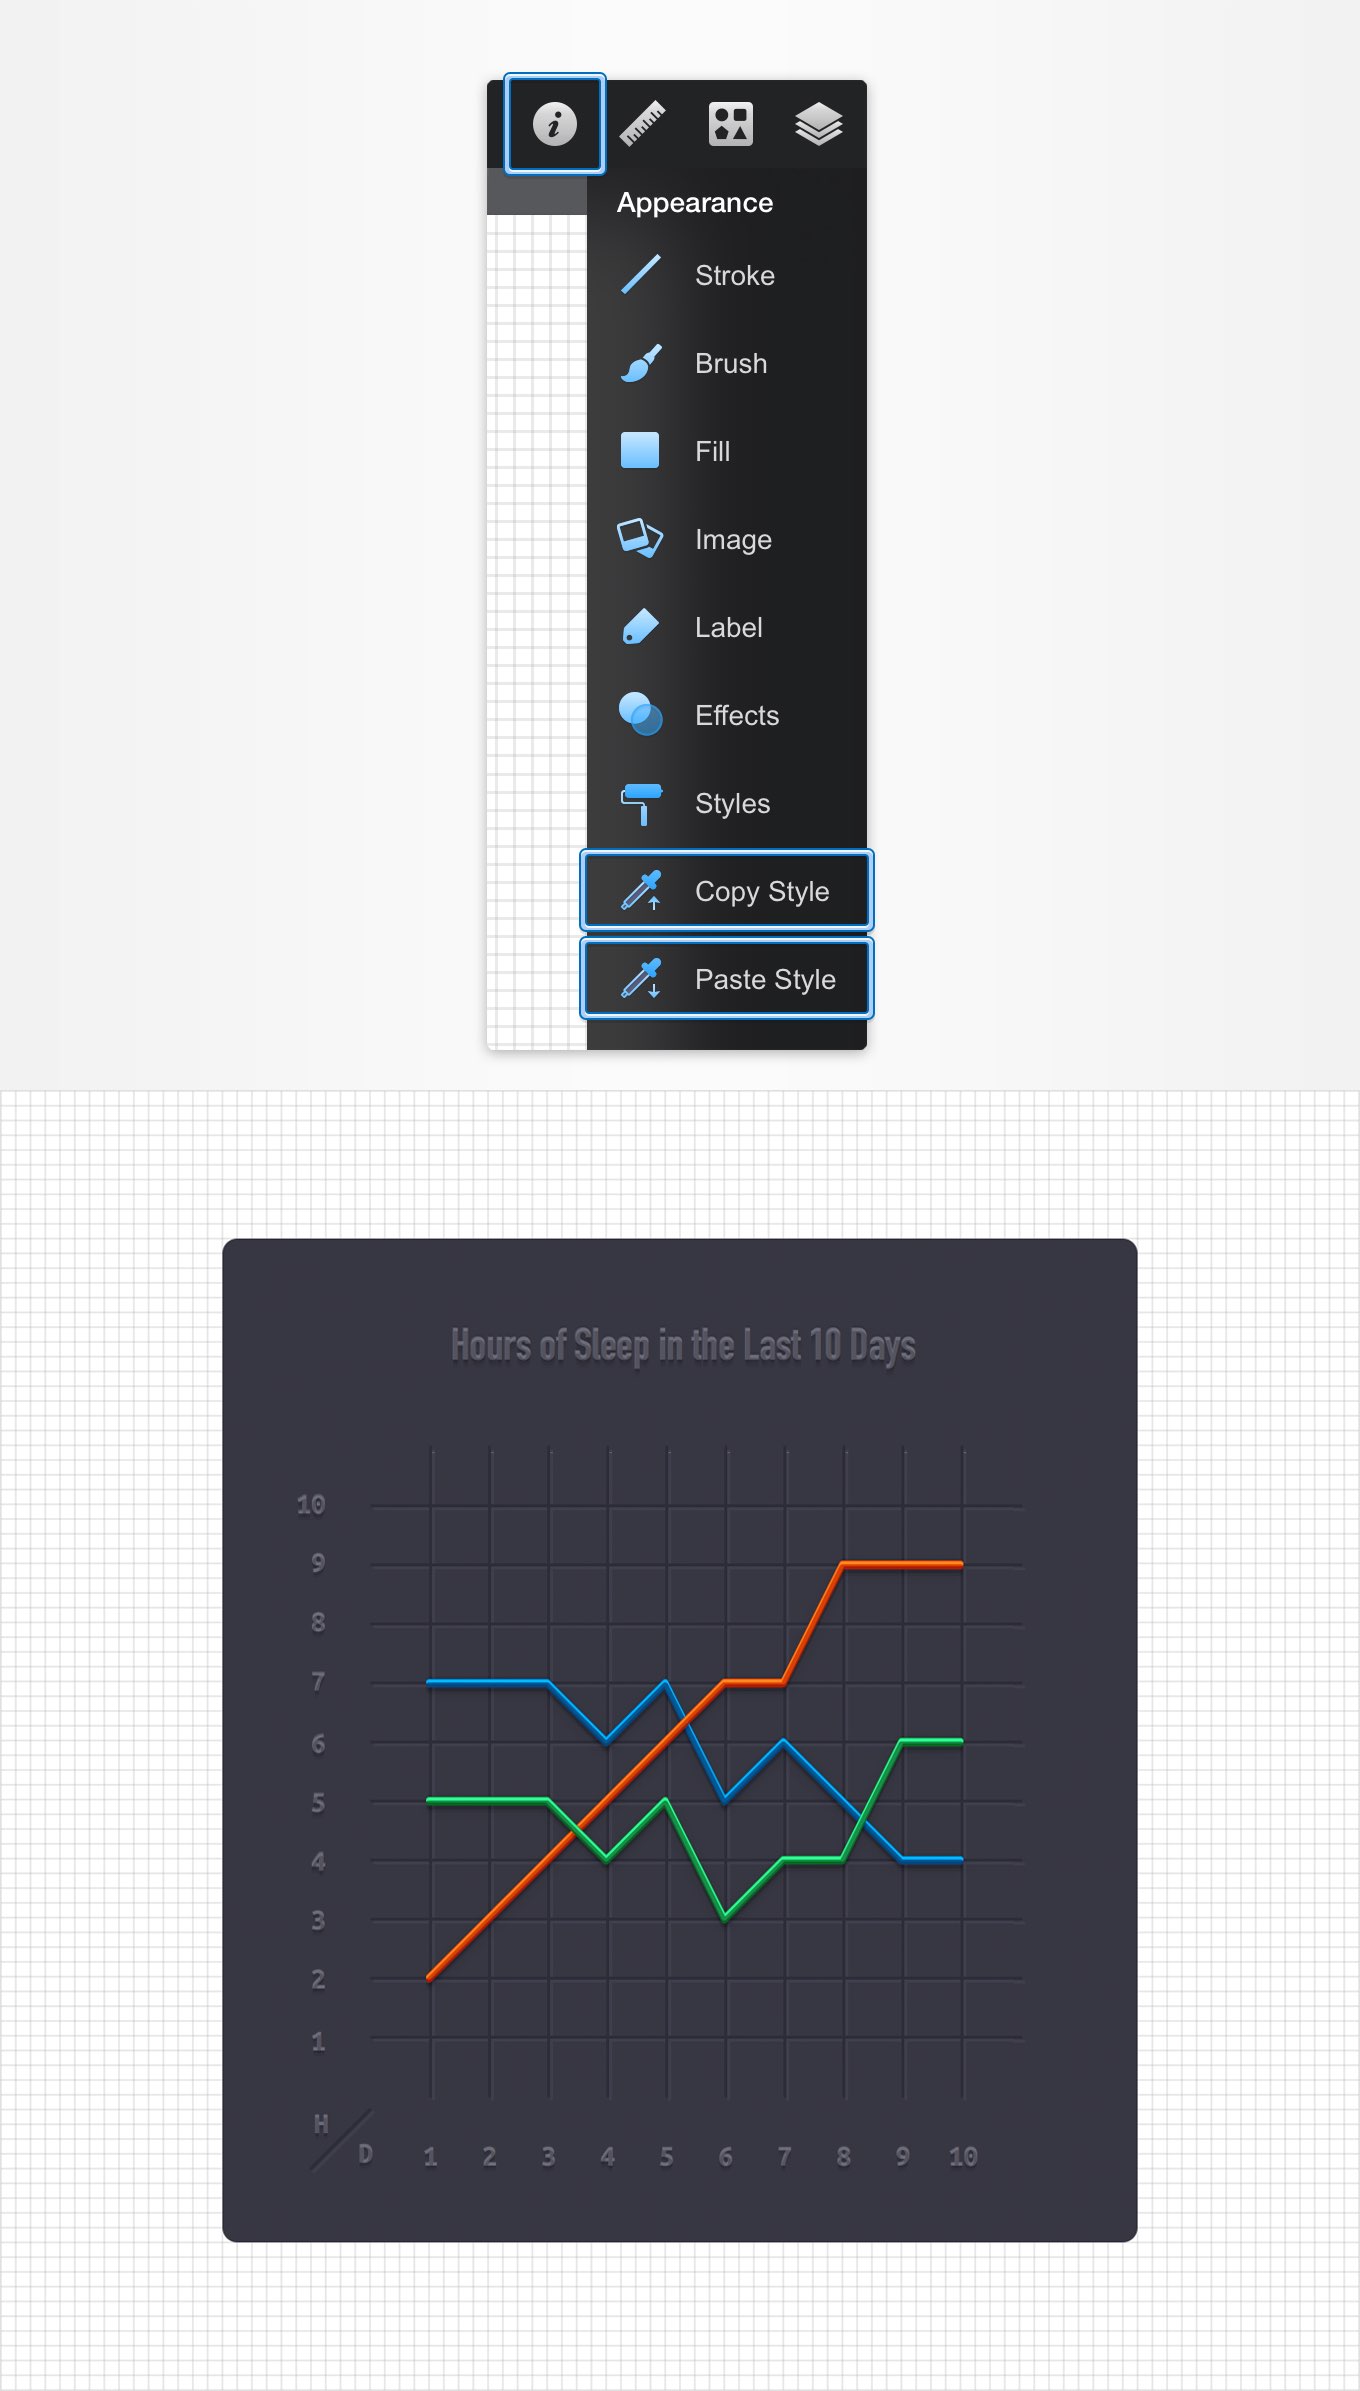 Appearance
Stroke
Brush
Fill
Image
Label
Effects
Styles
Copy Style
Paste Style
Hours of Sleep in the Last 10 Days
10
9
8
7
6
5
4
3
2
1
H
D 1 2 3 4 5 6 7 8 9 10